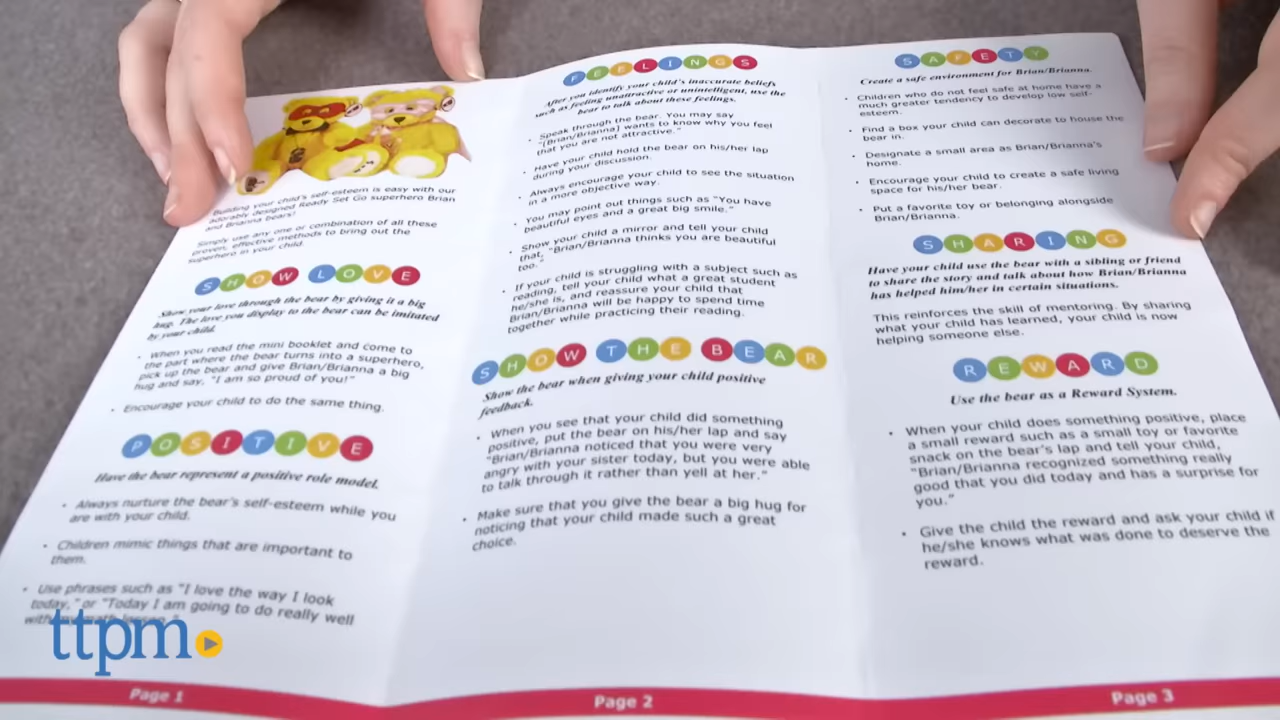 Building your child's self-esteem is easy with our
adorably designed Ready Set Go superhero Brian
and Brianna bears!
Simply use any one or combination of all these
proven, effective methods to bring out the
superhero in your child.
SHOW LOVE
Show your love through the bear by giving it a big
hug. The love you display to the bear can be imitated
by your child.
• When you read the mini booklet and come to
the part where the bear turns into a superhero,
pick up the bear and give Brian/Brianna a big
hug and say, "I am so proud of you!"
• Encourage your child to do the same thing.
POSITIVE
Have the bear represent a positive role model.
• Always nurture the bear's self-esteem while you
are with your child.
• Children mimic things that are important to
them.
• Use phrases such as "I love the way I look
today," or "Today I am going to do really well
Page 1
FEELINGS
After you identify your child's inaccurate beliefs
such as feeling unattractive or unintelligent, use the
bear to talk about these feelings.
• Speak through the bear. You may say
"[Brian/Brianna] wants to know why you feel
that you are not attractive."
• Have your child hold the bear on his/her lap
during your discussion.
• Always encourage your child to see the situation
in a more objective way.
• You may point out things such as "You have
beautiful eyes and a great big smile."
• Show your child a mirror and tell your child
that, "Brian/Brianna thinks you are beautiful
too."
• If your child is struggling with a subject such as
reading, tell your child what a great student
he/she is, and reassure your child that
Brian/Brianna will be happy to spend time
together while practicing their reading.
SHOW THE BEAR
Show the bear when giving your child positive
feedback.
• When you see that your child did something
positive, put the bear on his/her lap and say
"Brian/Brianna noticed that you were very
angry with your sister today, but you were able
to talk through it rather than yell at her."
• Make sure that you give the bear a big hug for
noticing that your child made such a great
choice.
Page 2
SAFETY
Create a safe environment for Brian/Brianna.
• Children who do not feel safe at home have a
much greater tendency to develop low self-
esteem.
• Find a box your child can decorate to house the
bear in.
• Designate a small area as Brian/Brianna's
home.
• Encourage your child to create a safe living
space for his/her bear.
• Put a favorite toy or belonging alongside
Brian/Brianna.
SHARING
Have your child use the bear with a sibling or friend
to share the story and talk about how Brian/Brianna
has helped him/her in certain situations.
This reinforces the skill of mentoring. By sharing
what your child has learned, your child is now
helping someone else.
REWARD
Use the bear as a Reward System.
• When your child does something positive, place
a small reward such as a small toy or favorite
snack on the bear's lap and tell your child,
"Brian/Brianna recognized something really
good that you did today and has a surprise for
you."
• Give the child the reward and ask your child if
he/she knows what was done to deserve the
reward.
Page 3
ttpm